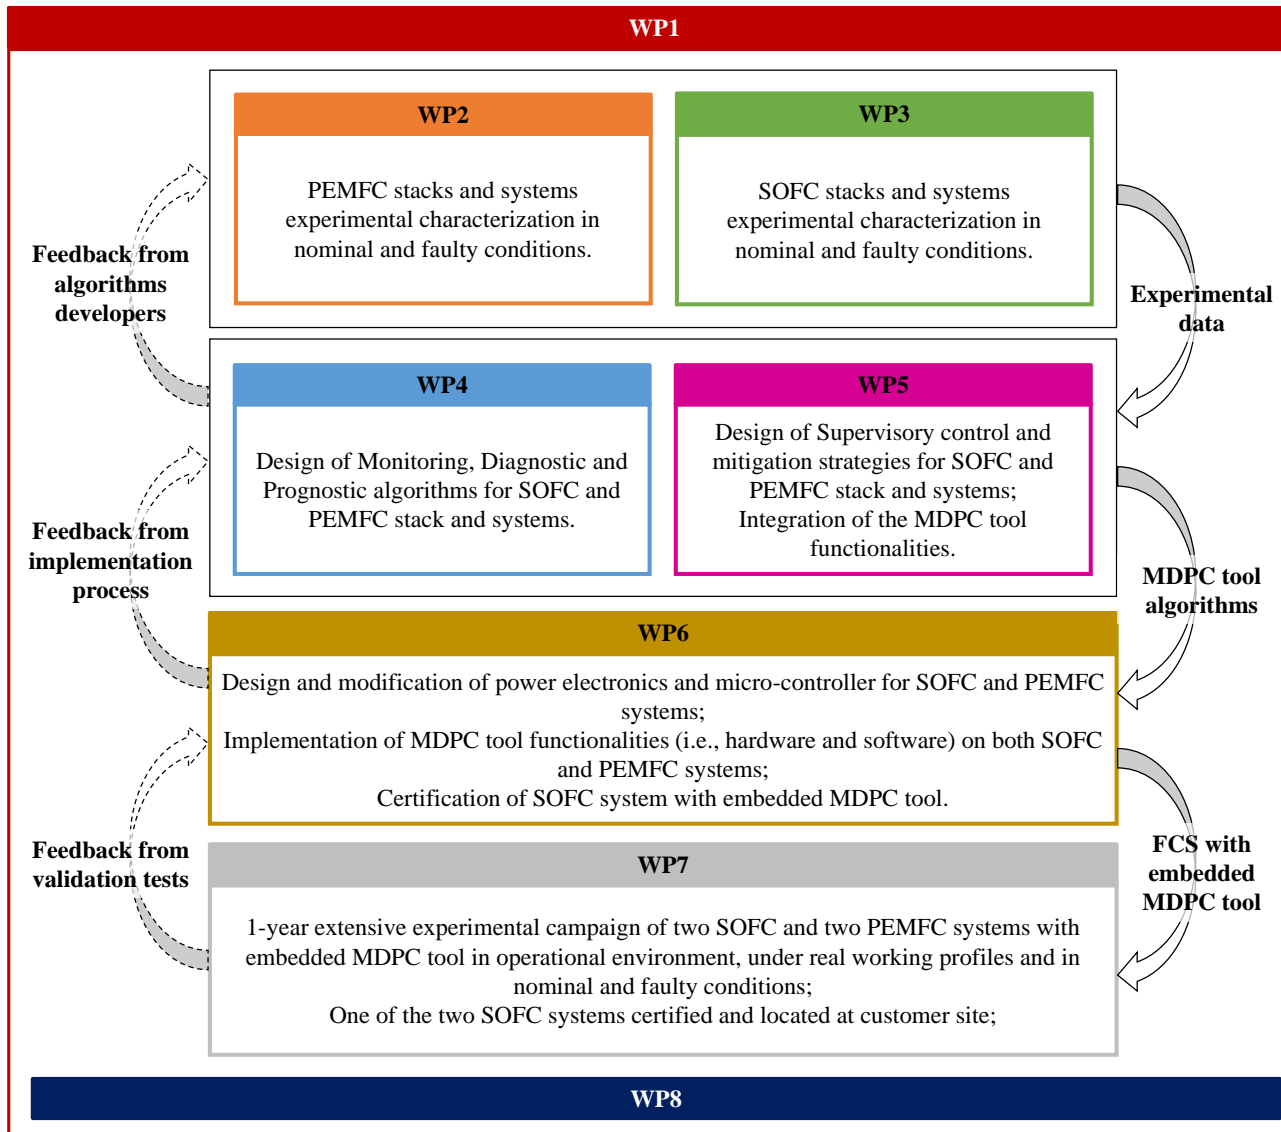 WP1
WP2
PEMFC stacks and systems
experimental characterization in
nominal and faulty conditions.
WP3
SOFC stacks and systems
experimental characterization in
nominal and faulty conditions.
Feedback from
algorithms
developers
Experimental
data
WP4
Design of Monitoring, Diagnostic and
Prognostic algorithms for SOFC and
PEMFC stack and systems.
WP5
Design of Supervisory control and
mitigation strategies for SOFC and
PEMFC stack and systems;
Integration of the MDPC tool
functionalities.
Feedback from
implementation
process
MDPC tool
algorithms
WP6
Design and modification of power electronics and micro-controller for SOFC and PEMFC
systems;
Implementation of MDPC tool functionalities (i.e., hardware and software) on both SOFC
and PEMFC systems;
Certification of SOFC system with embedded MDPC tool.
Feedback from
validation tests
FCS with
embedded
MDPC tool
WP7
1-year extensive experimental campaign of two SOFC and two PEMFC systems with
embedded MDPC tool in operational environment, under real working profiles and in
nominal and faulty conditions;
One of the two SOFC systems certified and located at customer site;
WP8